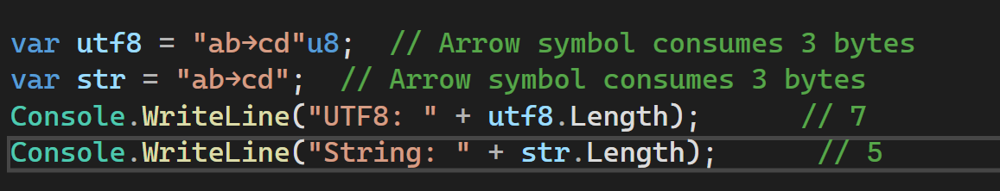 var utf8 = "ab→cd"u8;  // Arrow symbol consumes 3 bytes
var str = "ab→cd";  // Arrow symbol consumes 3 bytes
Console.WriteLine("UTF8: " + utf8.Length);      // 7
Console.WriteLine("String: " + str.Length);      // 5